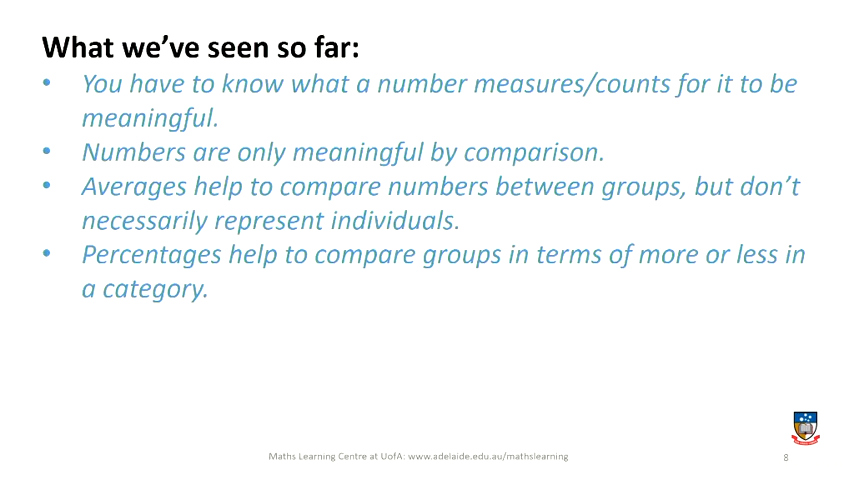 What we've seen so far:
• You have to know what a number measures/counts for it to be
meaningful.
• Numbers are only meaningful by comparison.
• Averages help to compare numbers between groups, but don't
necessarily represent individuals.
• Percentages help to compare groups in terms of more or less in
a category.
Maths Learning Centre at UofA: www.adelaide.edu.au/mathslearning
8